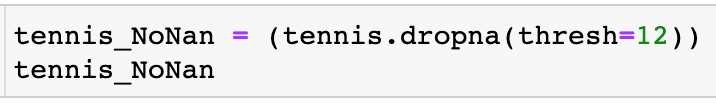 tennis_NoNan = (tennis.dropna(thresh=12))
tennis_NoNan